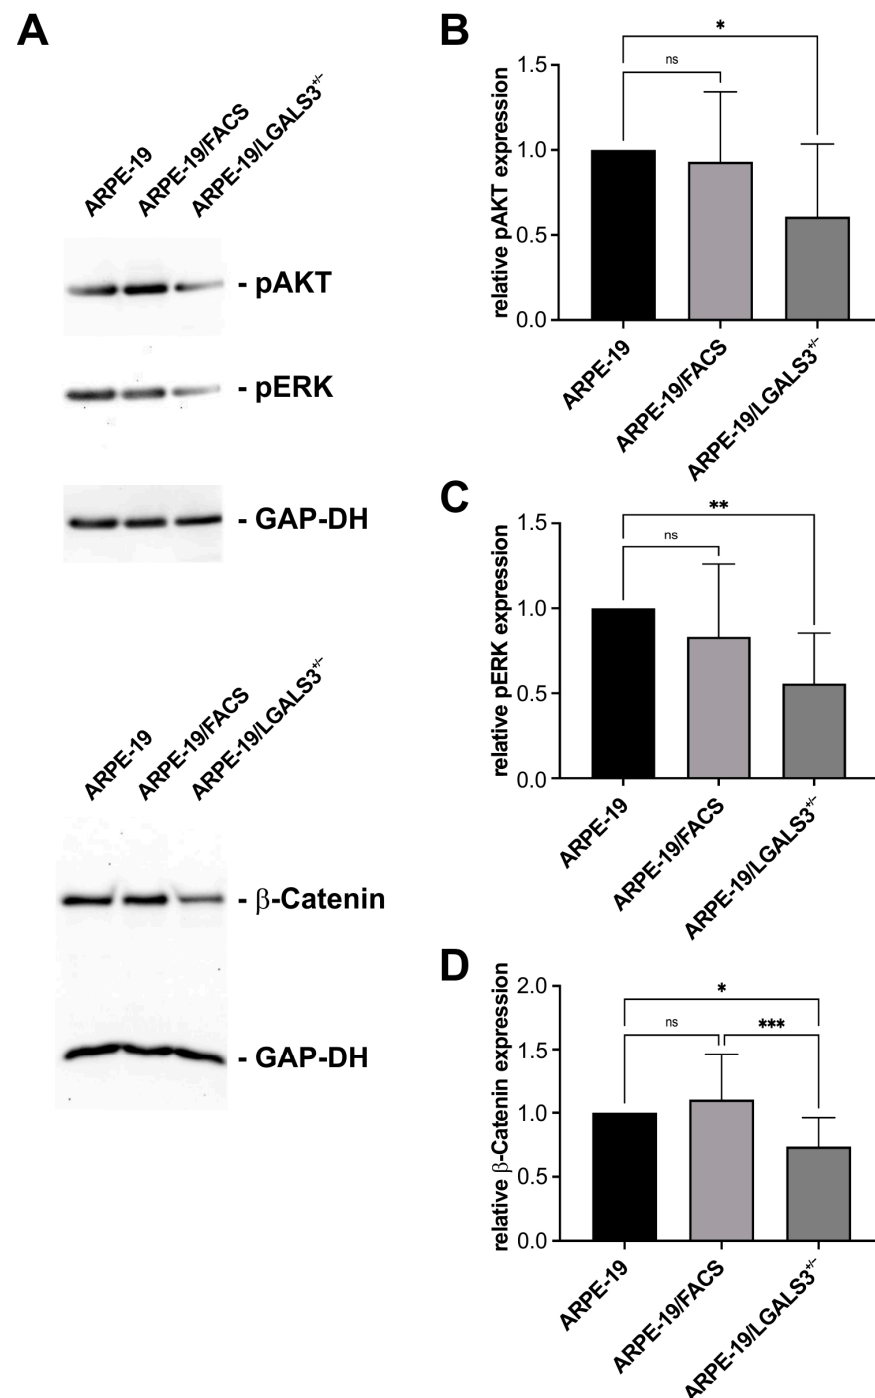 A
ARPE-19
ARPE-19/FACS
ARPE-19/LGALS3+/-
- pAKT
- pERK
- GAP-DH
ARPE-19
ARPE-19/FACS
ARPE-19/LGALS3+/-
- β-Catenin
- GAP-DH
B
relative pAKT expression
1.5
1.0
0.5
0.0
*
ns
ARPE-19
ARPE-19/FACS
ARPE-19/LGALS3+/-
C
relative pERK expression
1.5
1.0
0.5
0.0
**
ns
ARPE-19
ARPE-19/FACS
ARPE-19/LGALS3+/-
D
relative β-Catenin expression
2.0
1.5
1.0
0.5
0.0
*
ns
***
ARPE-19
ARPE-19/FACS
ARPE-19/LGALS3+/-